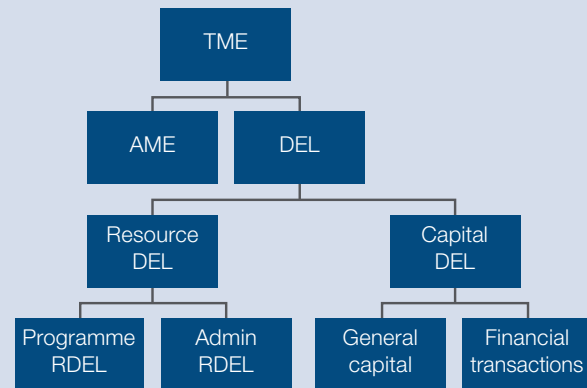 TME
AME
DEL
Resource
DEL
Capital
DEL
Programme
RDEL
Admin
RDEL
General
capital
Financial
transactions